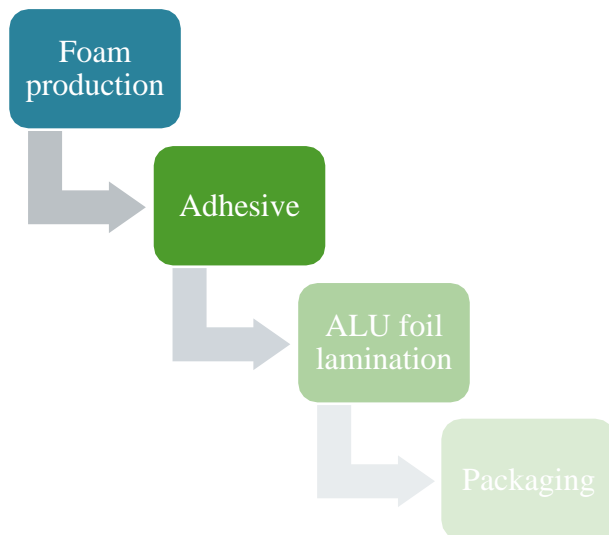 Foam
production
Adhesive
ALU foil
lamination
Packaging